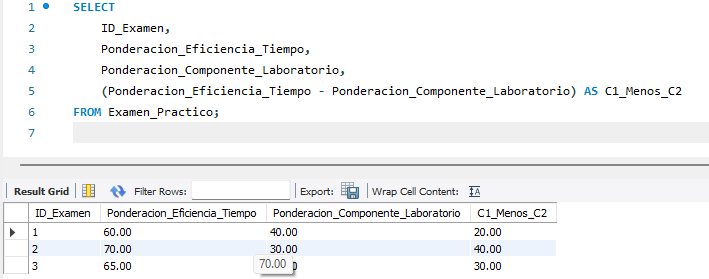 1 SELECT
2 ID_Examen,
3 Ponderacion_Eficiencia_Tiempo,
4 Ponderacion_Componente_Laboratorio,
5 (Ponderacion_Eficiencia_Tiempo - Ponderacion_Componente_Laboratorio) AS C1_Menos_C2
6 FROM Examen_Practico;
7
Result Grid Filter Rows: Export: Wrap Cell Content: IA
ID_Examen Ponderacion_Eficiencia_Tiempo Ponderacion_Componente_Laboratorio C1_Menos_C2
1 60.00 40.00 20.00
2 70.00 30.00 40.00
3 65.00 30.00
70.00